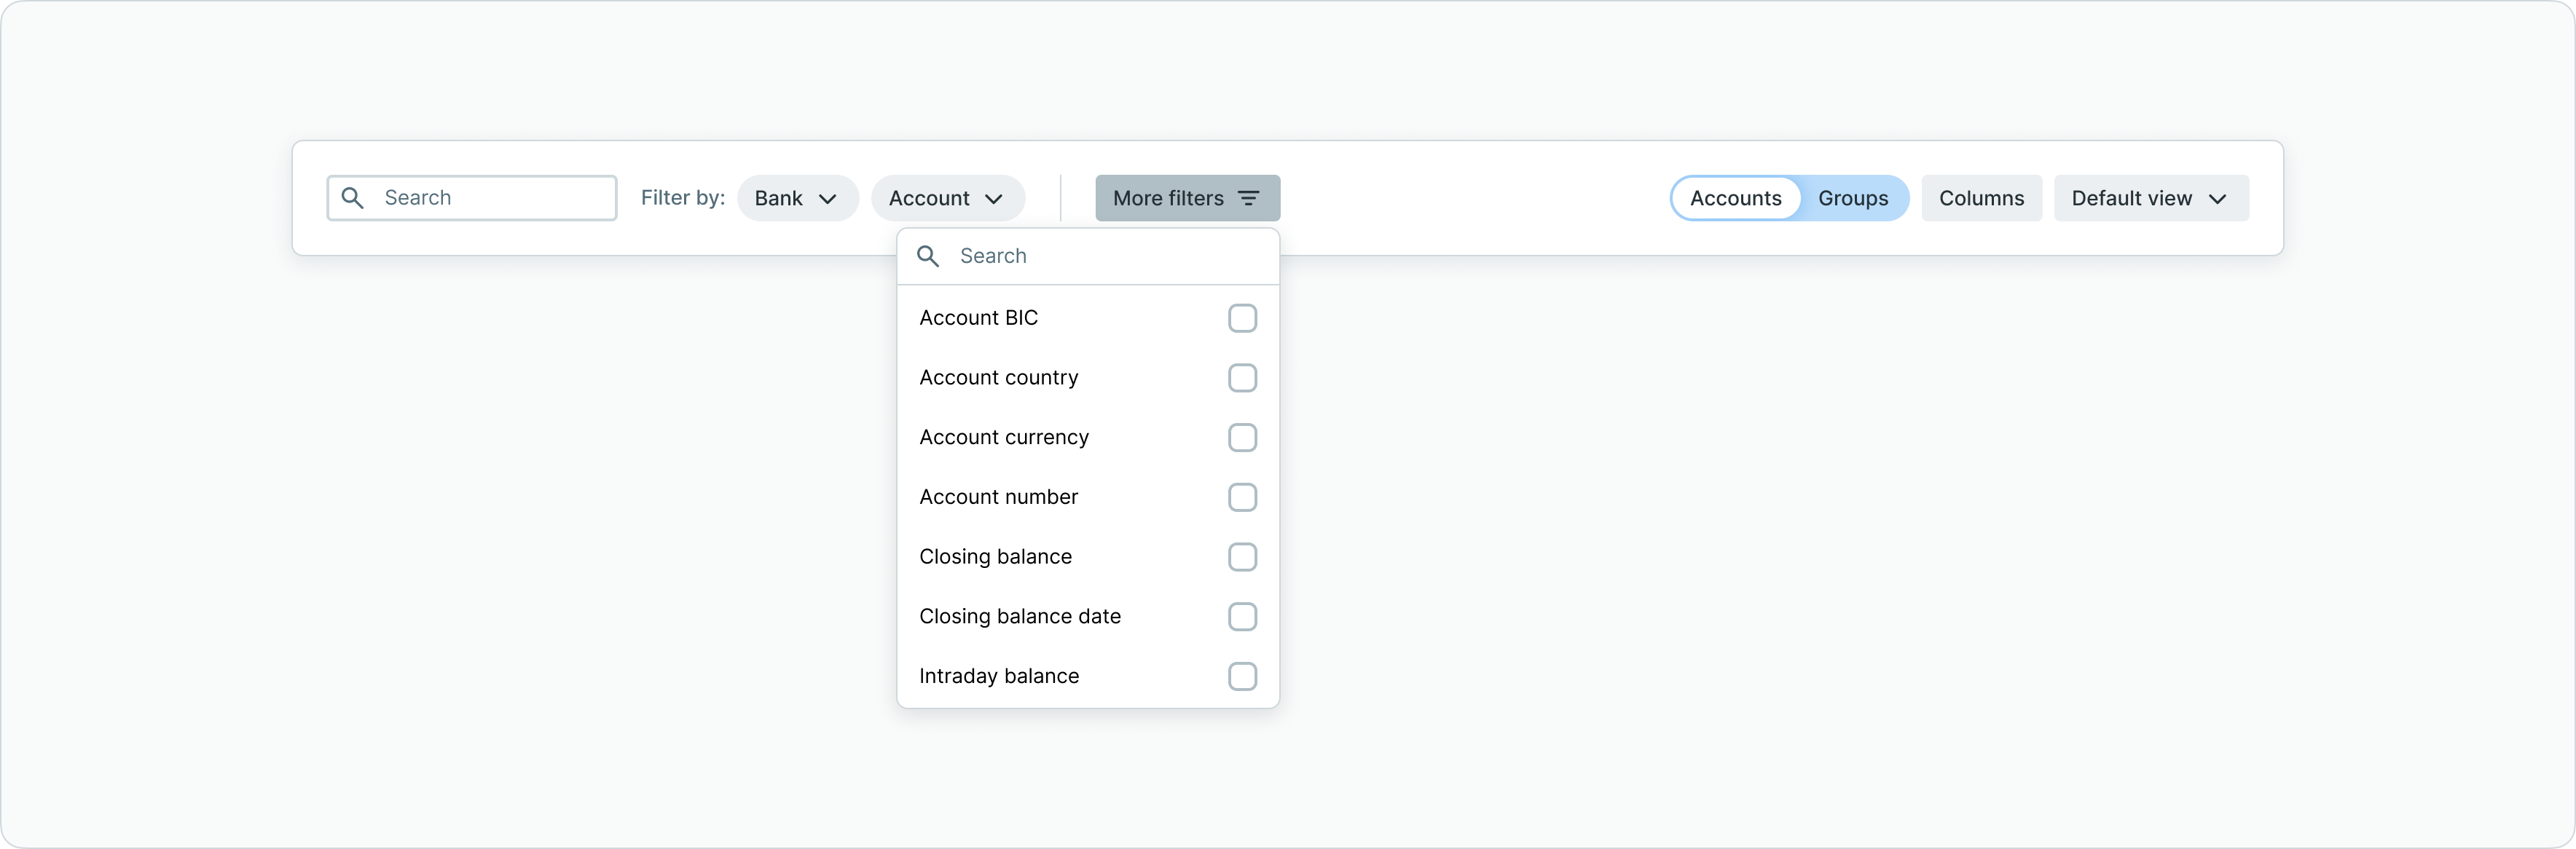 Search Filter by: Bank Account More filters Accounts Groups Columns Default view
Search
Account BIC
Account country
Account currency
Account number
Closing balance
Closing balance date
Intraday balance